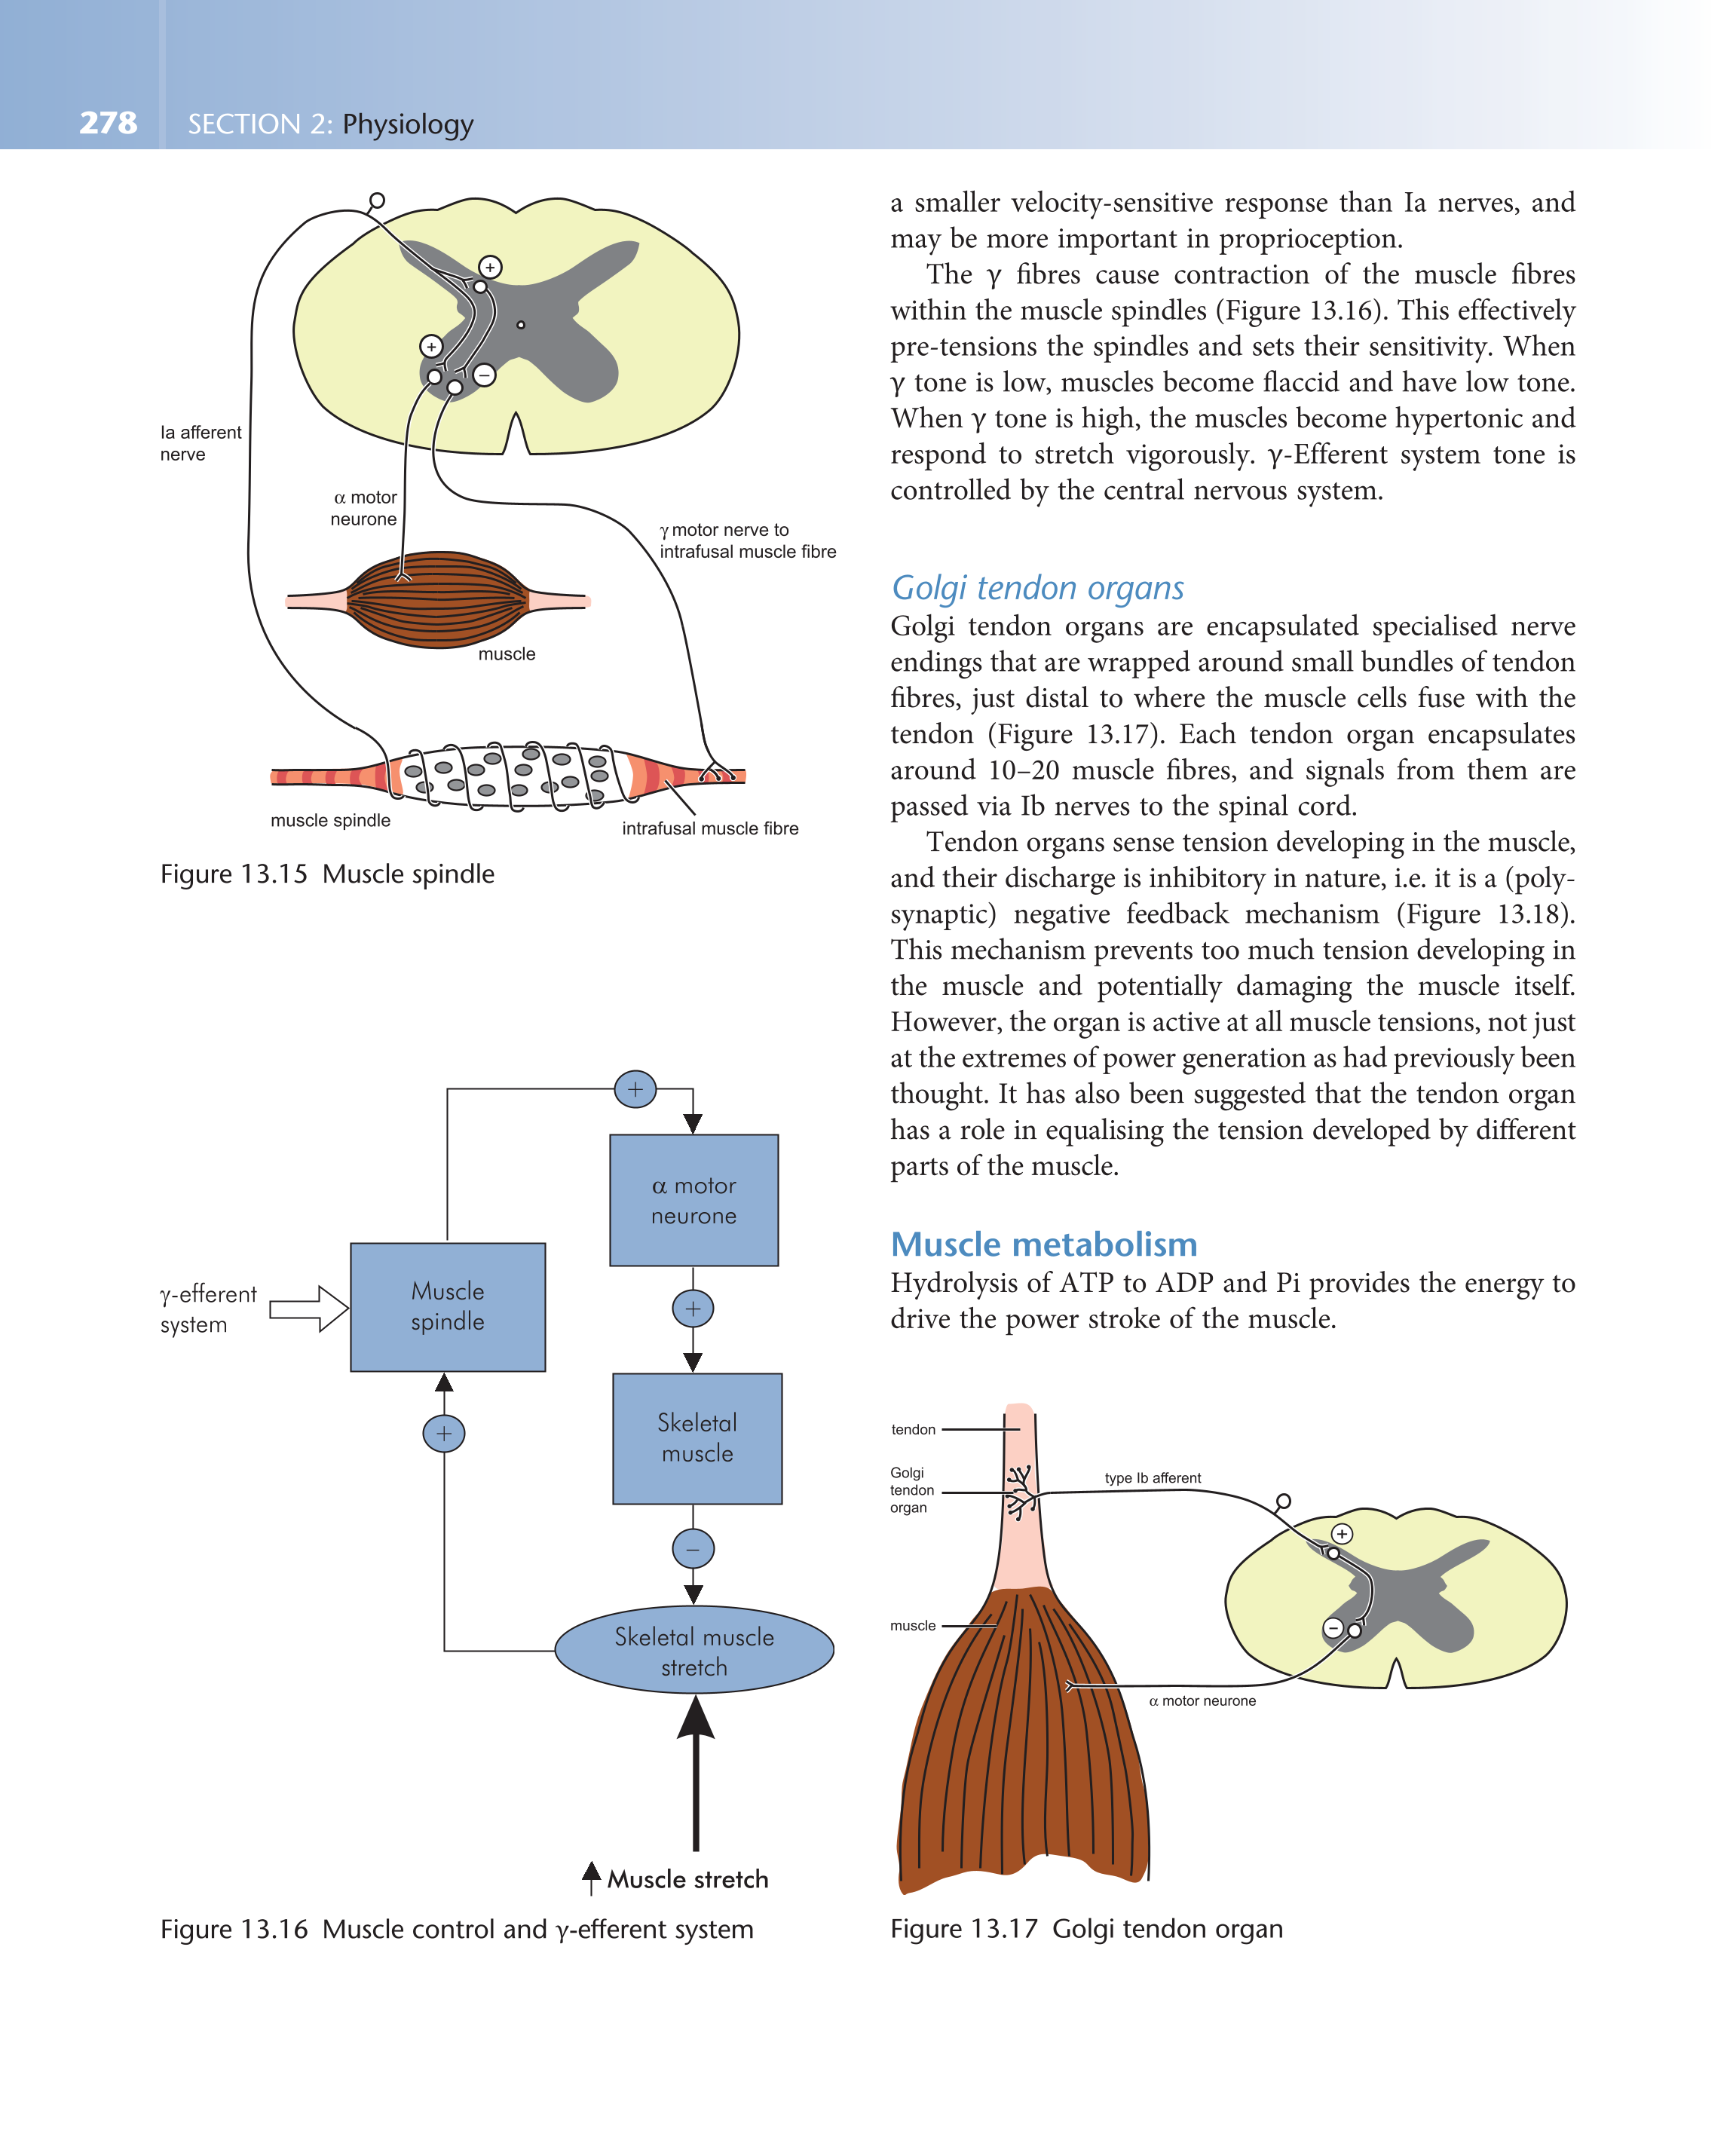 278 SECTION 2: Physiology
+
+
−
Ia afferent
nerve
α motor
neurone
γ motor nerve to
intrafusal muscle fibre
muscle
muscle spindle
intrafusal muscle fibre
Figure 13.15 Muscle spindle
+
α motor
neurone
γ-efferent
system
Muscle
spindle
+
Skeletal
muscle
+
−
Skeletal muscle
stretch
Muscle stretch
Figure 13.16 Muscle control and γ-efferent system
a smaller velocity-sensitive response than Ia nerves, and
may be more important in proprioception.
The γ fibres cause contraction of the muscle fibres
within the muscle spindles (Figure 13.16). This effectively
pre-tensions the spindles and sets their sensitivity. When
γ tone is low, muscles become flaccid and have low tone.
When γ tone is high, the muscles become hypertonic and
respond to stretch vigorously. γ-Efferent system tone is
controlled by the central nervous system.
Golgi tendon organs
Golgi tendon organs are encapsulated specialised nerve
endings that are wrapped around small bundles of tendon
fibres, just distal to where the muscle cells fuse with the
tendon (Figure 13.17). Each tendon organ encapsulates
around 10–20 muscle fibres, and signals from them are
passed via Ib nerves to the spinal cord.
Tendon organs sense tension developing in the muscle,
and their discharge is inhibitory in nature, i.e. it is a (poly-
synaptic) negative feedback mechanism (Figure 13.18).
This mechanism prevents too much tension developing in
the muscle and potentially damaging the muscle itself.
However, the organ is active at all muscle tensions, not just
at the extremes of power generation as had previously been
thought. It has also been suggested that the tendon organ
has a role in equalising the tension developed by different
parts of the muscle.
Muscle metabolism
Hydrolysis of ATP to ADP and Pi provides the energy to
drive the power stroke of the muscle.
tendon
Golgi
tendon
organ
type Ib afferent
+
−
muscle
α motor neurone
Figure 13.17 Golgi tendon organ